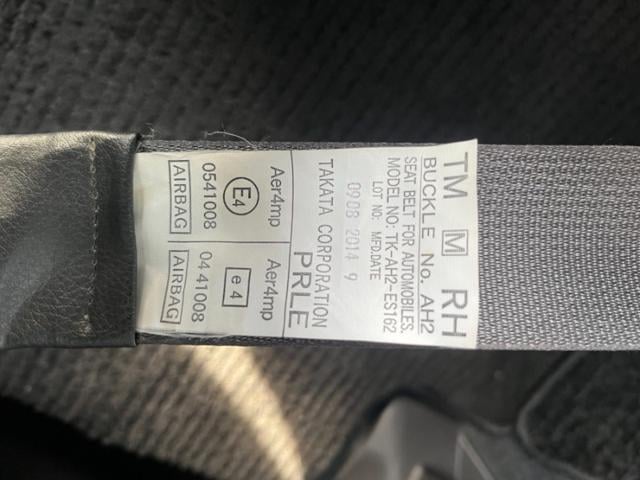 TM M RH
BUCKLE No. AH2
SEAT BELT FOR AUTOMOBILES.
MODEL NO: TK-AH2-ES162
LOT NO: MFD.DATE
0908 2014 9
TAKATA CORPORATION
PRLE
Aer4mp Aer4mp
E4 e4
0541008 0441008
AIRBAG AIRBAG